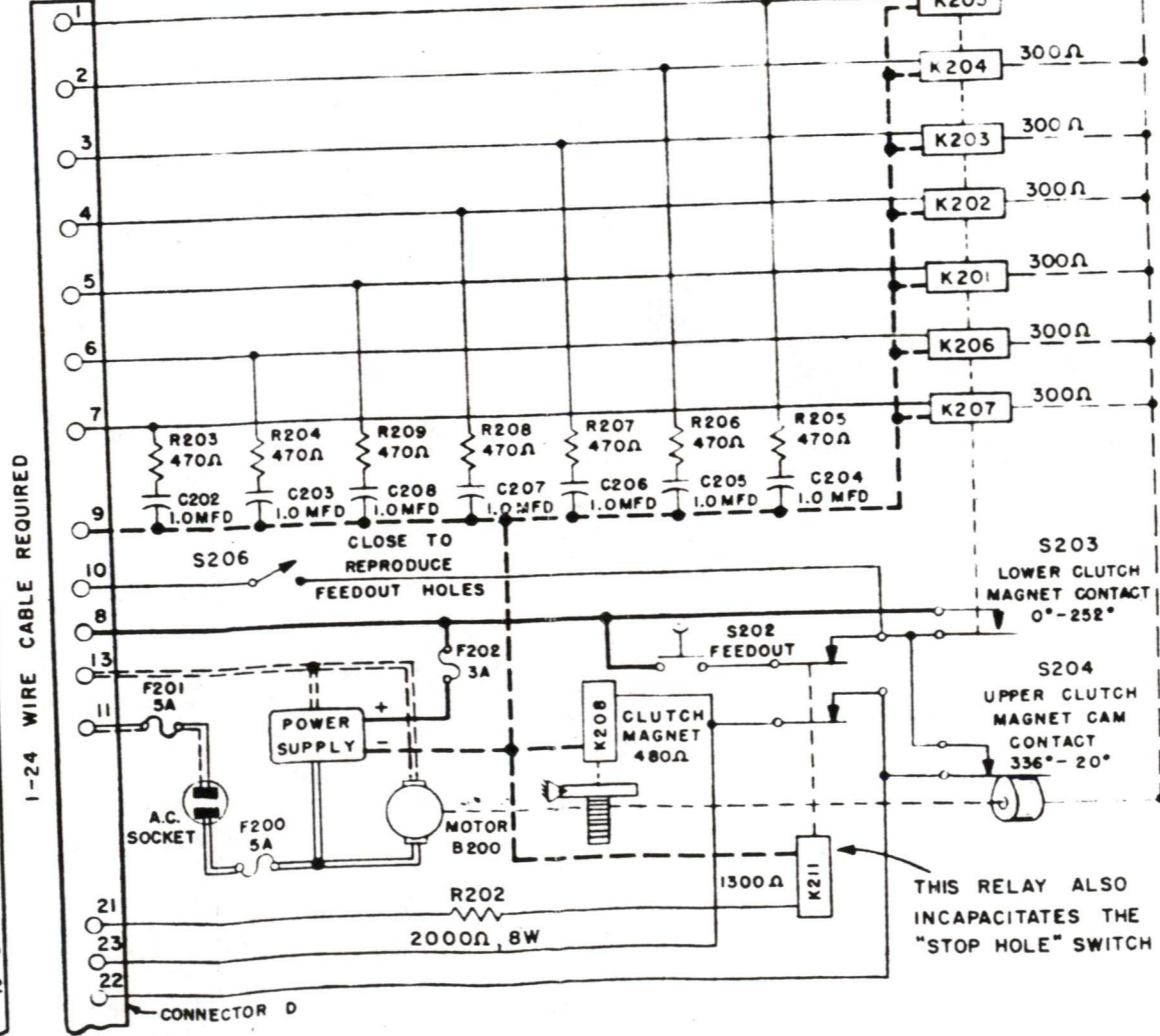 1
K205
2
K204
300Ω
3
K203
300Ω
4
K202
300Ω
5
K201
300Ω
6
K206
300Ω
7
K207
300Ω
R203
470Ω
R204
470Ω
R209
470Ω
R208
470Ω
R207
470Ω
R206
470Ω
R205
470Ω
C202
1.0MFD
C203
1.0MFD
C208
1.0MFD
C207
1.0MFD
C206
1.0MFD
C205
1.0MFD
C204
1.0MFD
9
1-24 WIRE CABLE REQUIRED
10
S206
CLOSE TO
REPRODUCE
FEEDOUT HOLES
S203
LOWER CLUTCH
MAGNET CONTACT
0°-252°
8
13
F202
3A
S202
FEEDOUT
S204
UPPER CLUTCH
MAGNET CAM
CONTACT
336°-20°
11
F201
5A
POWER
SUPPLY
+
-
K208
CLUTCH
MAGNET
480Ω
A.C.
SOCKET
F200
5A
MOTOR
B200
1300Ω
K211
THIS RELAY ALSO
INCAPACITATES THE
"STOP HOLE" SWITCH
21
R202
2000Ω, 8W
23
22
CONNECTOR D